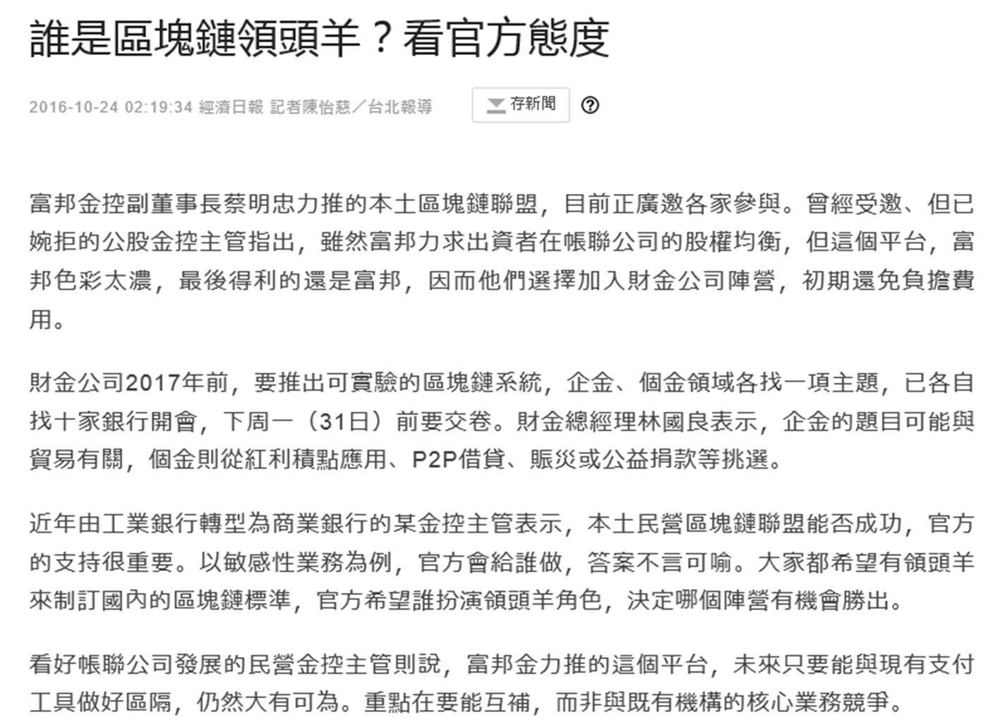 誰是區塊鏈領頭羊？看官方態度
2016-10-24 02:19:34 經濟日報 記者陳怡慈╱台北報導
存新聞
富邦金控副董事長蔡明忠力推的本土區塊鏈聯盟，目前正廣邀各家參與。曾經受邀、但已
婉拒的公股金控主管指出，雖然富邦力求出資者在帳聯公司的股權均衡，但這個平台，富
邦色彩太濃，最後得利的還是富邦，因而他們選擇加入財金公司陣營，初期還免負擔費
用。
財金公司2017年前，要推出可實驗的區塊鏈系統，企金、個金領域各找一項主題，已各自
找十家銀行開會，下周一（31日）前要交卷。財金總經理林國良表示，企金的題目可能與
貿易有關，個金則從紅利積點應用、P2P借貸、賑災或公益捐款等挑選。
近年由工業銀行轉型為商業銀行的某金控主管表示，本土民營區塊鏈聯盟能否成功，官方
的支持很重要。以敏感性業務為例，官方會給誰做，答案不言可喻。大家都希望有領頭羊
來制訂國內的區塊鏈標準，官方希望誰扮演領頭羊角色，決定哪個陣營有機會勝出。
看好帳聯公司發展的民營金控主管則說，富邦金力推的這個平台，未來只要能與現有支付
工具做好區隔，仍然大有可為。重點在要能互補，而非與既有機構的核心業務競爭。